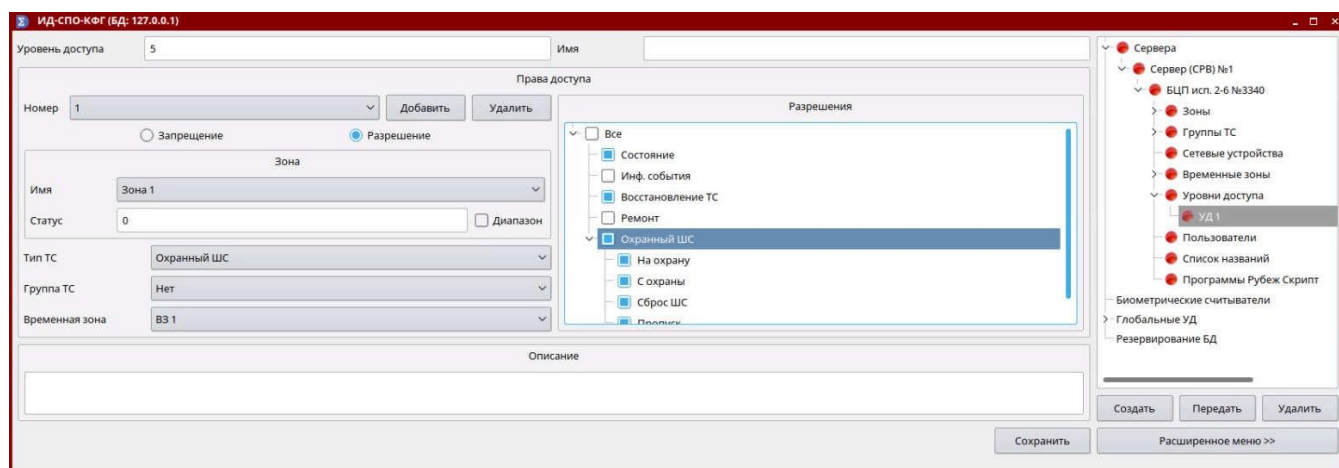 ИД-СПО-КФГ (БД: 127.0.0.1)
Уровень доступа 5 Имя
Права доступа
Номер 1 Добавить Удалить
Запрещение Разрешение
Зона
Имя Зона 1
Статус 0 Диапазон
Тип ТС Охранный ШС
Группа ТС Нет
Временная зона ВЗ 1
Разрешения
Все
Состояние
Инф. события
Восстановление ТС
Ремонт
Охранный ШС
На охрану
С охраны
Сброс ШС
Пропуск
Описание
Сохранить
Сервера
Сервер (СРВ) №1
БЦП исп. 2-6 №3340
Зоны
Группы ТС
Сетевые устройства
Временные зоны
Уровни доступа
УД 1
Пользователи
Список названий
Программы Рубеж Скрипт
Биометрические считыватели
Глобальные УД
Резервирование БД
Создать Передать Удалить
Расширенное меню >>